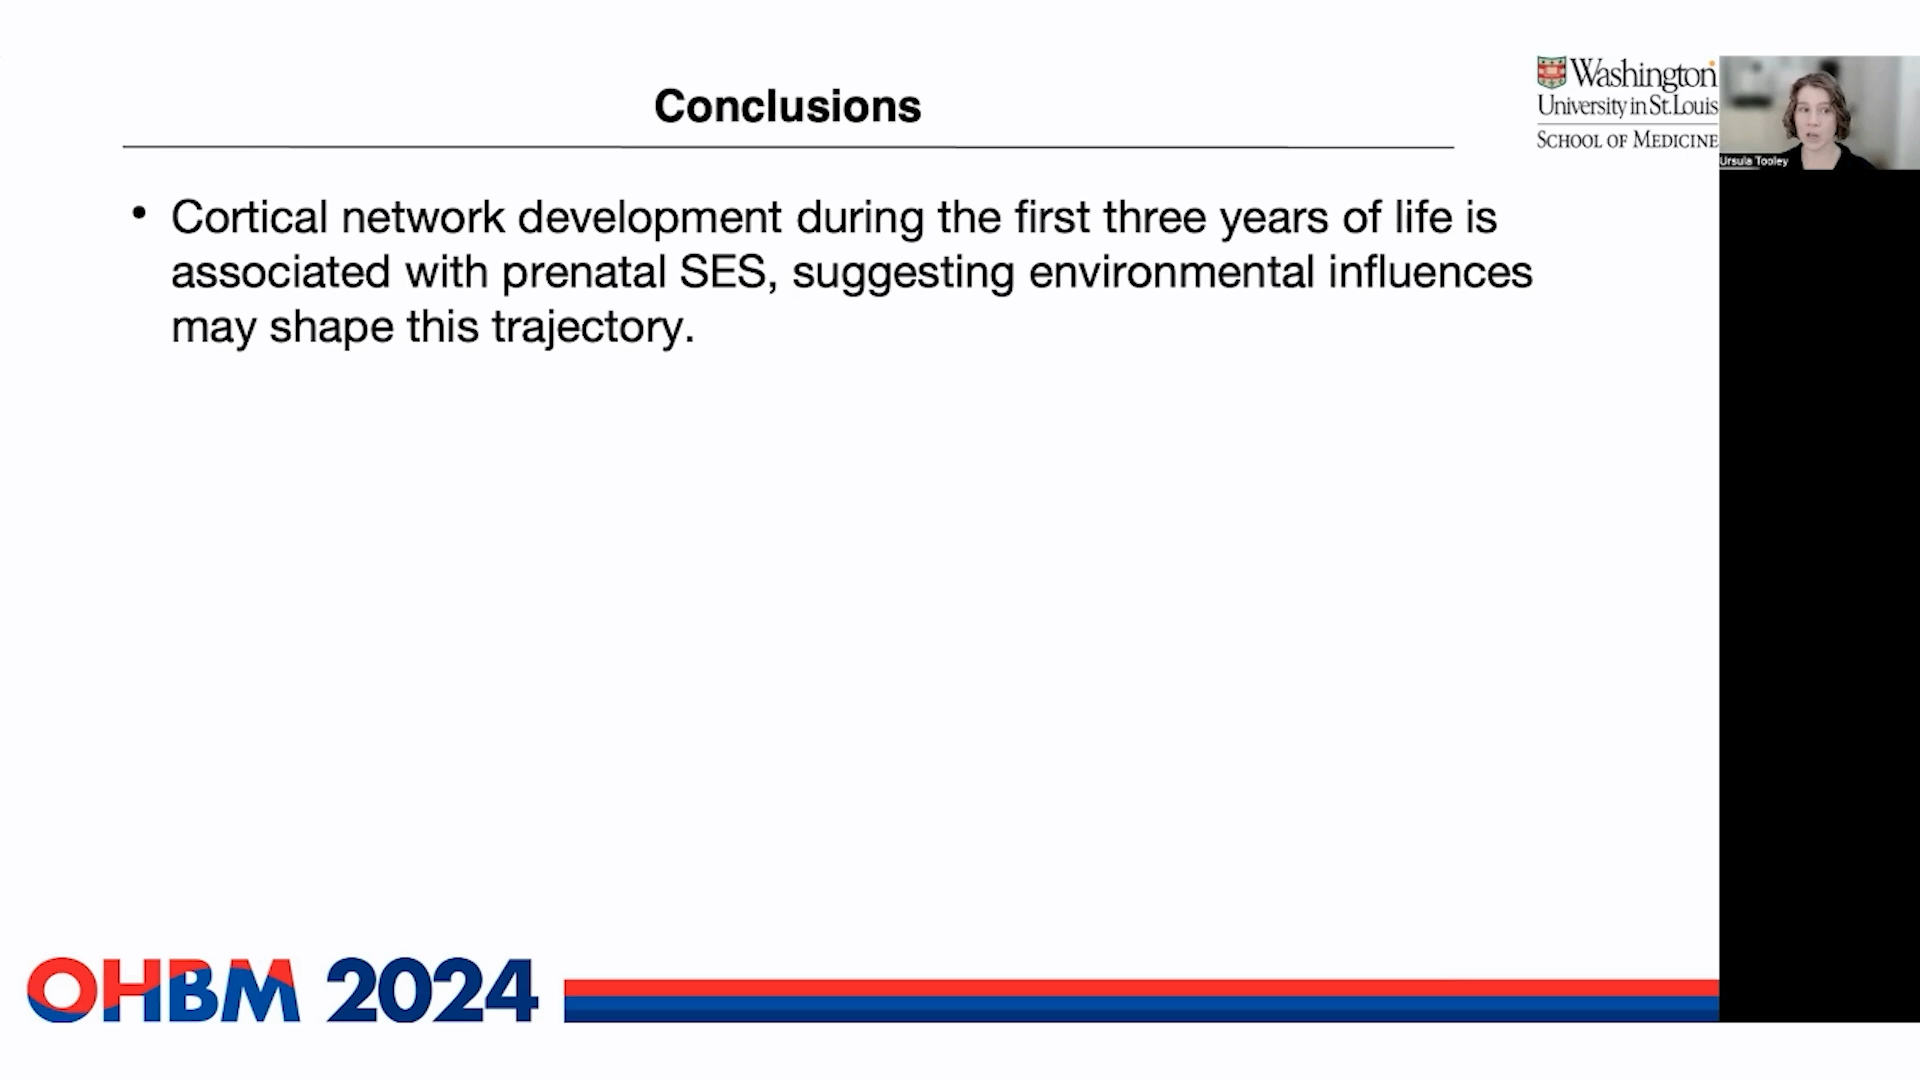 Conclusions
Washington
University in St.Louis
SCHOOL OF MEDICINE
Ursula Tooley
• Cortical network development during the first three years of life is
associated with prenatal SES, suggesting environmental influences
may shape this trajectory.
OHBM 2024